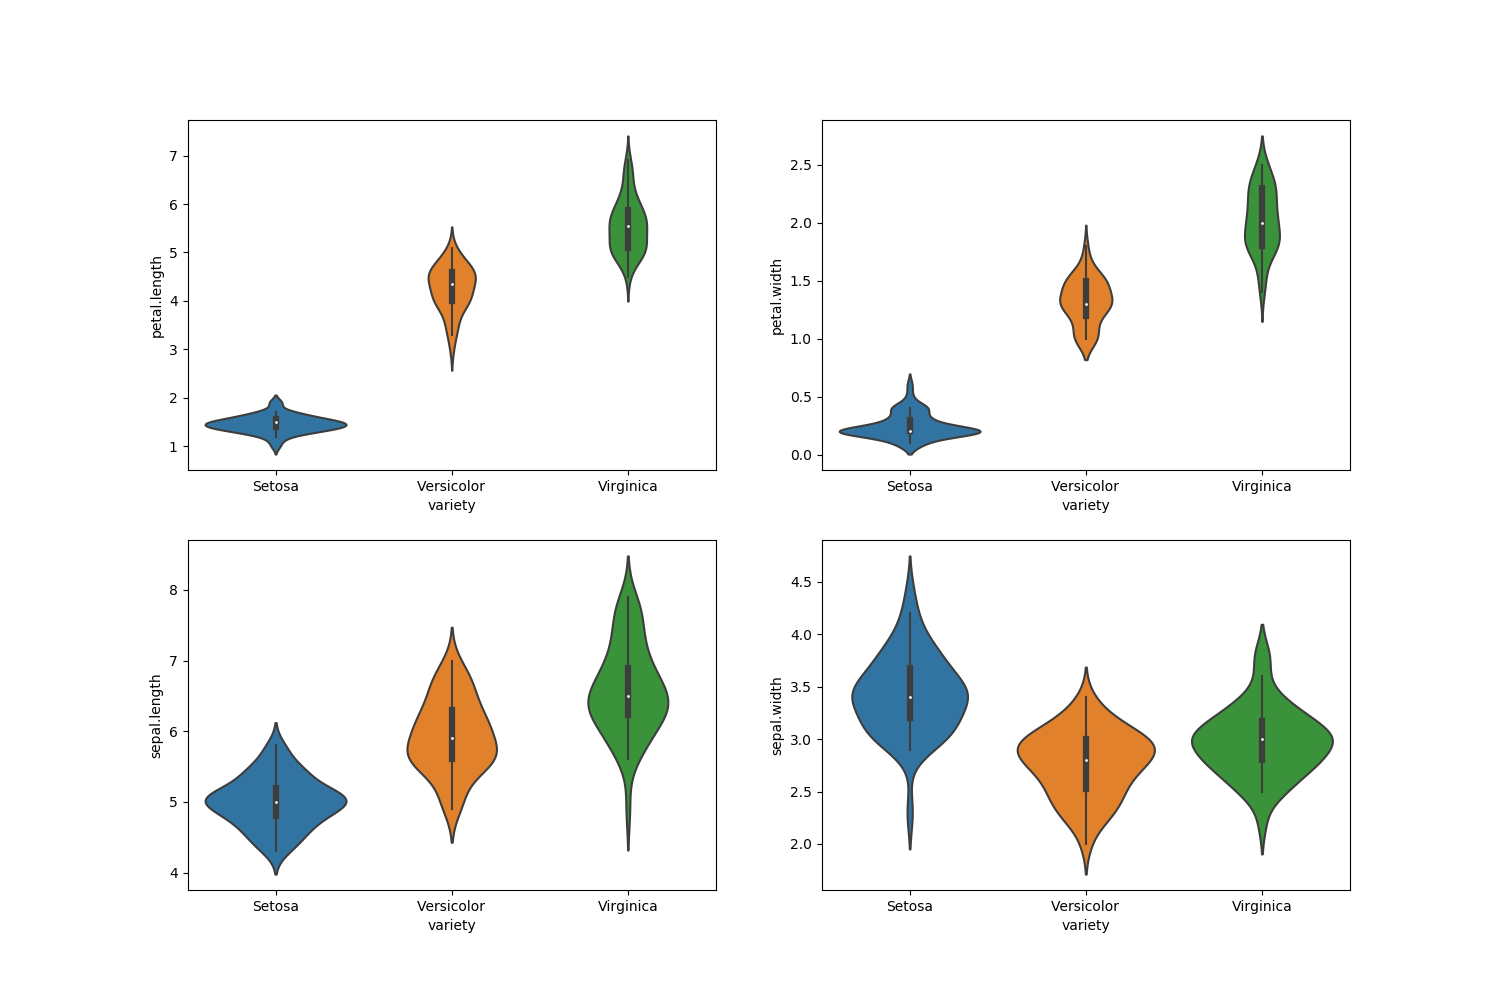 petal.length
7
6
5
4
3
2
1
Setosa Versicolor Virginica
variety
petal.width
2.5
2.0
1.5
1.0
0.5
0.0
Setosa Versicolor Virginica
variety
sepal.length
8
7
6
5
4
Setosa Versicolor Virginica
variety
sepal.width
4.5
4.0
3.5
3.0
2.5
2.0
Setosa Versicolor Virginica
variety